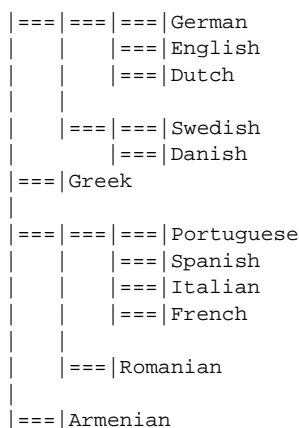 |===|===|===|German
|   |   |===|English
|   |   |===|Dutch
|   |
|   |===|===|Swedish
|       |===|Danish
|===|Greek
|
|===|===|===|Portuguese
|   |   |===|Spanish
|   |   |===|Italian
|   |   |===|French
|   |
|   |===|Romanian
|
|===|Armenian